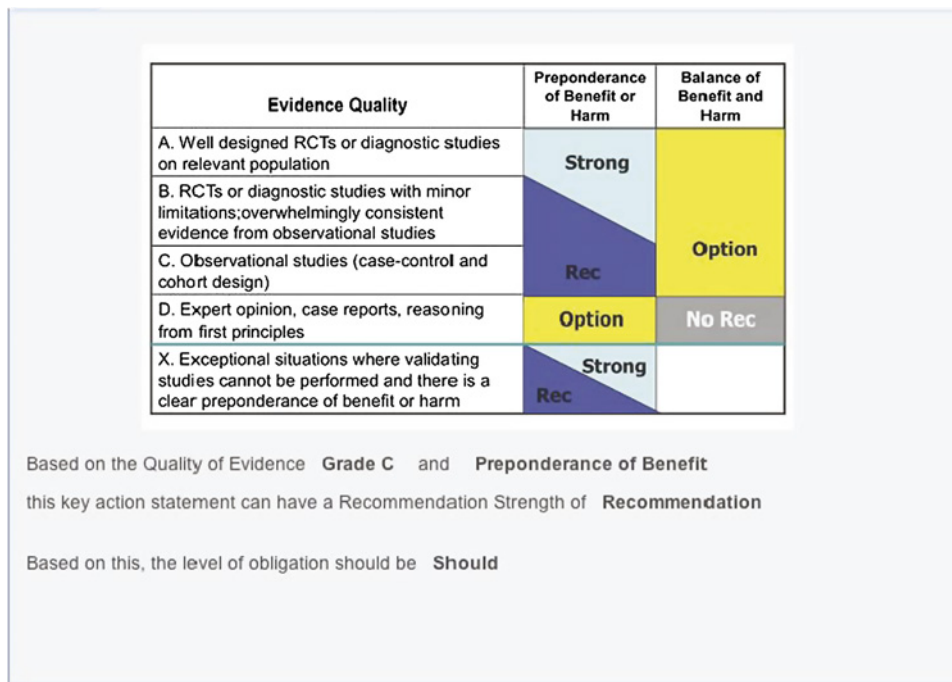 Evidence Quality
Preponderance
of Benefit or
Harm
Balance of
Benefit and
Harm
A. Well designed RCTs or diagnostic studies
on relevant population
Strong
B. RCTs or diagnostic studies with minor
limitations;overwhelmingly consistent
evidence from observational studies
Option
C. Observational studies (case-control and
cohort design)
Rec
D. Expert opinion, case reports, reasoning
from first principles
Option
No Rec
X. Exceptional situations where validating
studies cannot be performed and there is a
clear preponderance of benefit or harm
Strong
Rec
Based on the Quality of Evidence Grade C and Preponderance of Benefit
this key action statement can have a Recommendation Strength of Recommendation
Based on this, the level of obligation should be Should